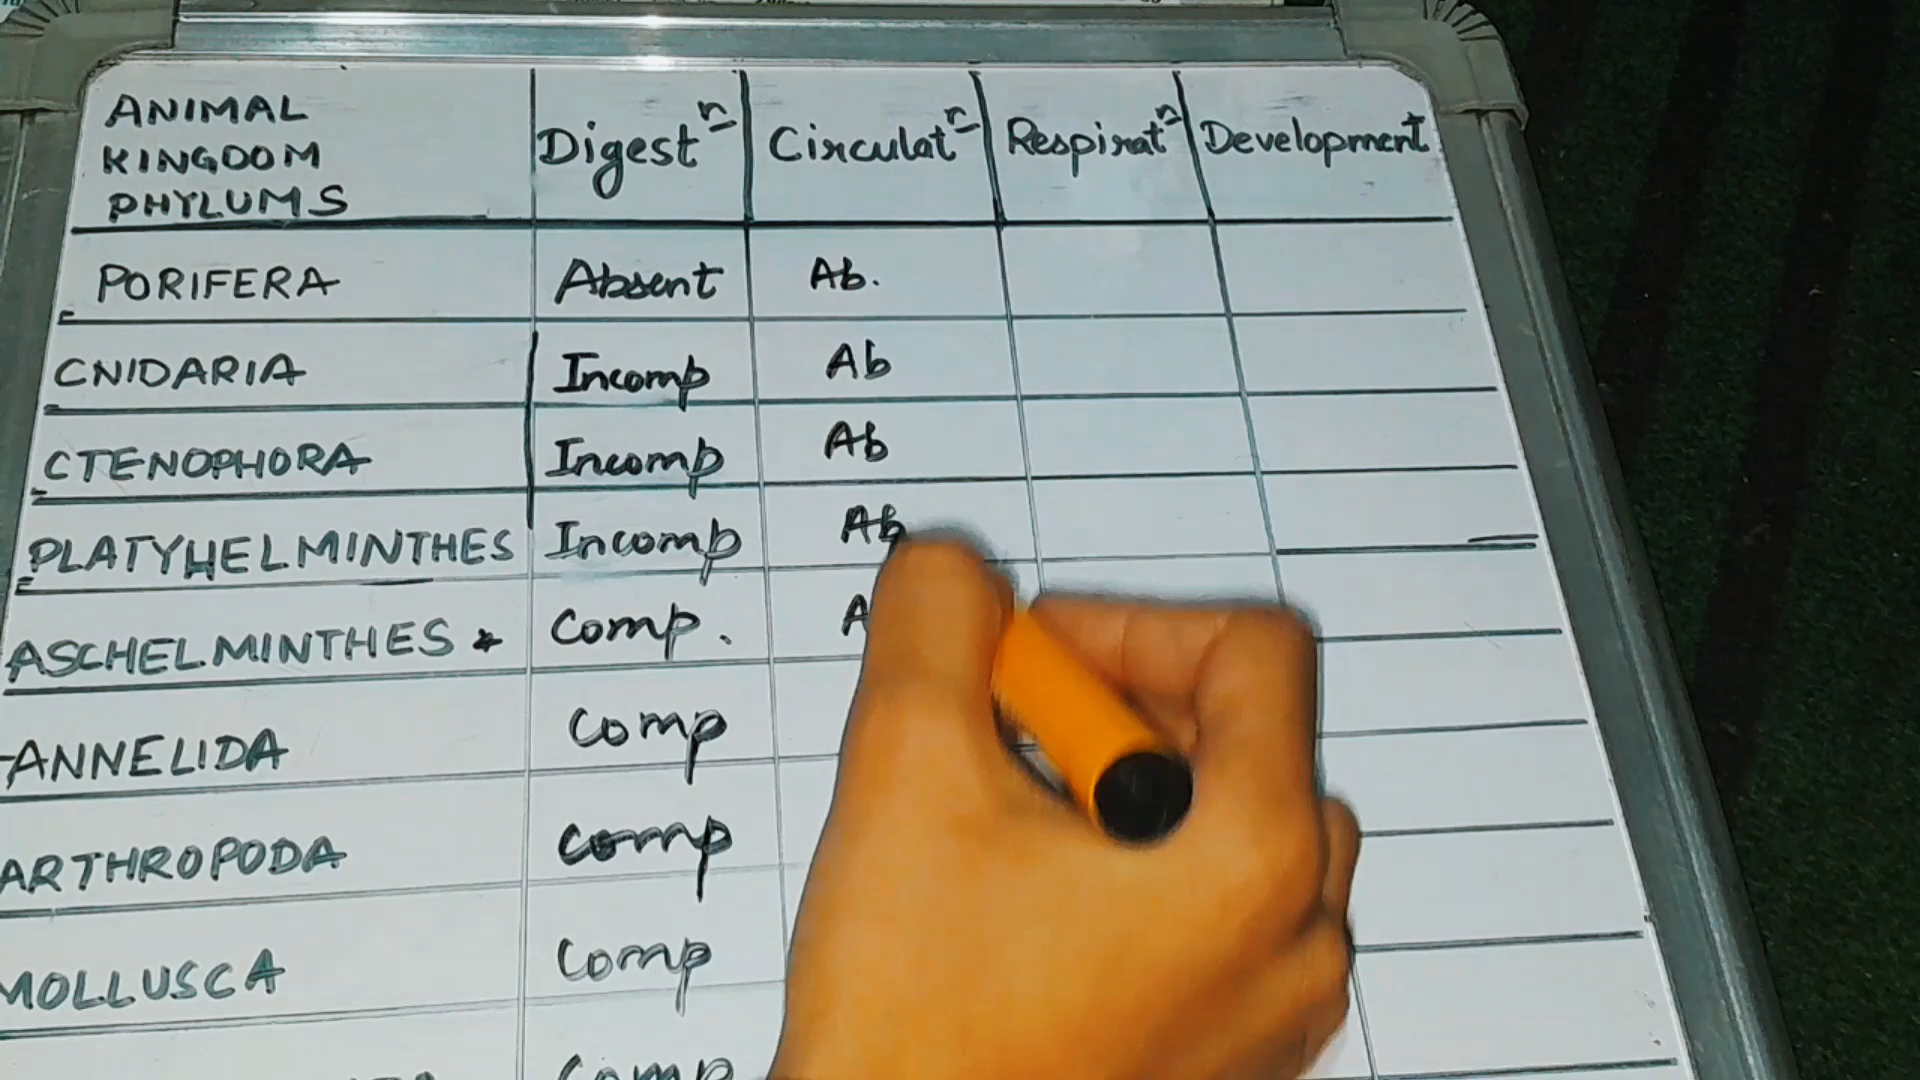 ANIMAL
KINGDOM
PHYLUMS
Digestn Circulatn Respiratn Development
PORIFERA Absent Ab.
CNIDARIA Incomp Ab
CTENOPHORA Incomp Ab
PLATYHELMINTHES Incomp Ab
ASCHELMINTHES * Comp. A
ANNELIDA Comp
ARTHROPODA Comp
MOLLUSCA Comp
Comp